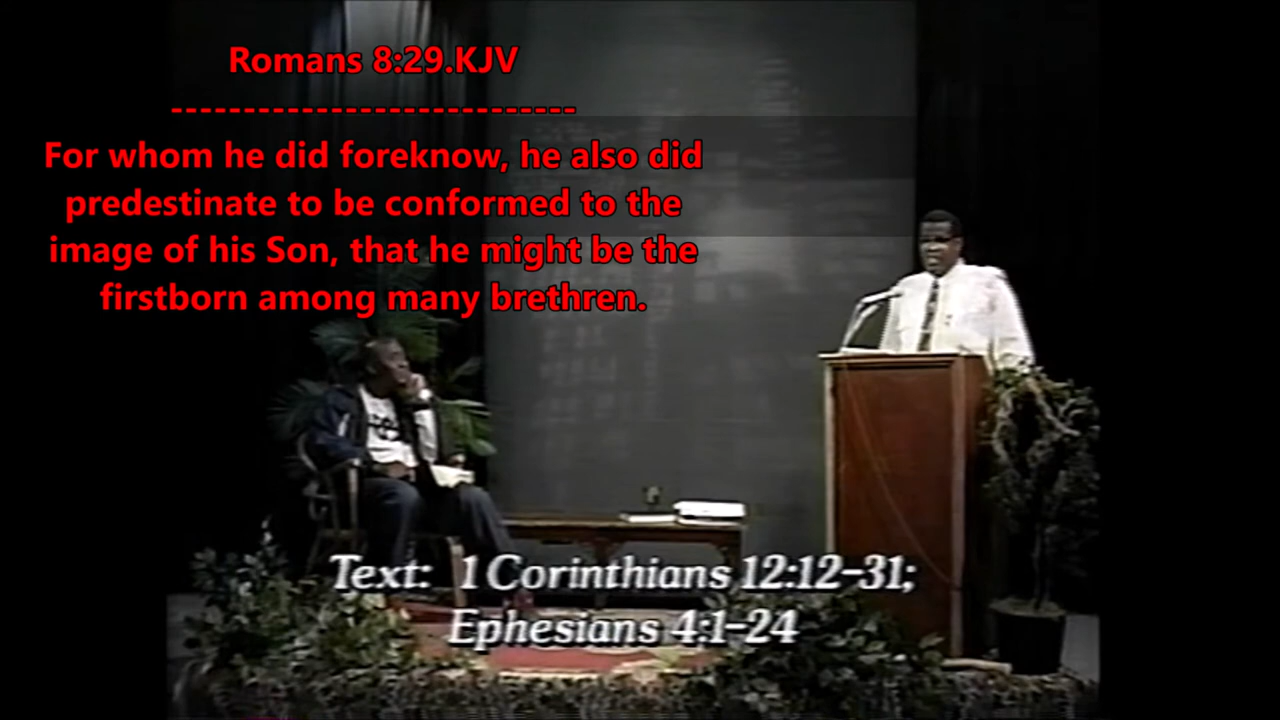 Romans 8:29.KJV
----------------------------
For whom he did foreknow, he also did
predestinate to be conformed to the
image of his Son, that he might be the
firstborn among many brethren.
Text: 1 Corinthians 12:12-31;
Ephesians 4:1-24